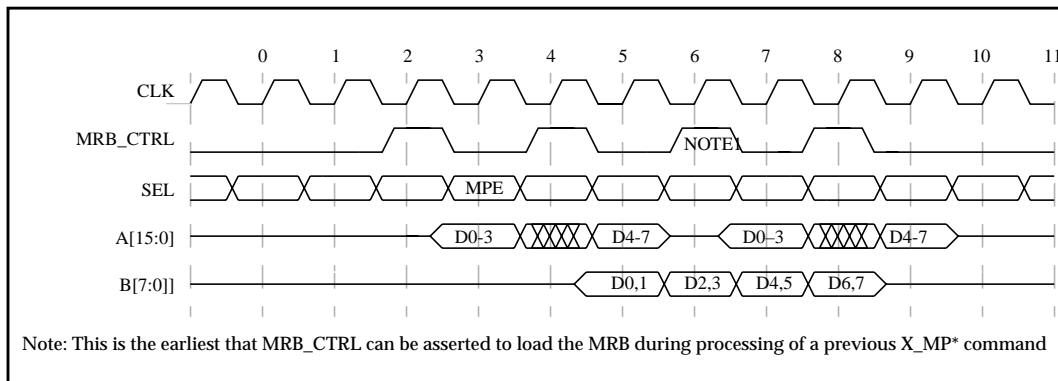 0 1 2 3 4 5 6 7 8 9 10 11
CLK
MRB_CTRL NOTE1
SEL MPE
A[15:0] D0-3 D4-7 D0–3 D4-7
B[7:0]] D0,1 D2,3 D4,5 D6,7
Note: This is the earliest that MRB_CTRL can be asserted to load the MRB during processing of a previous X_MP* command